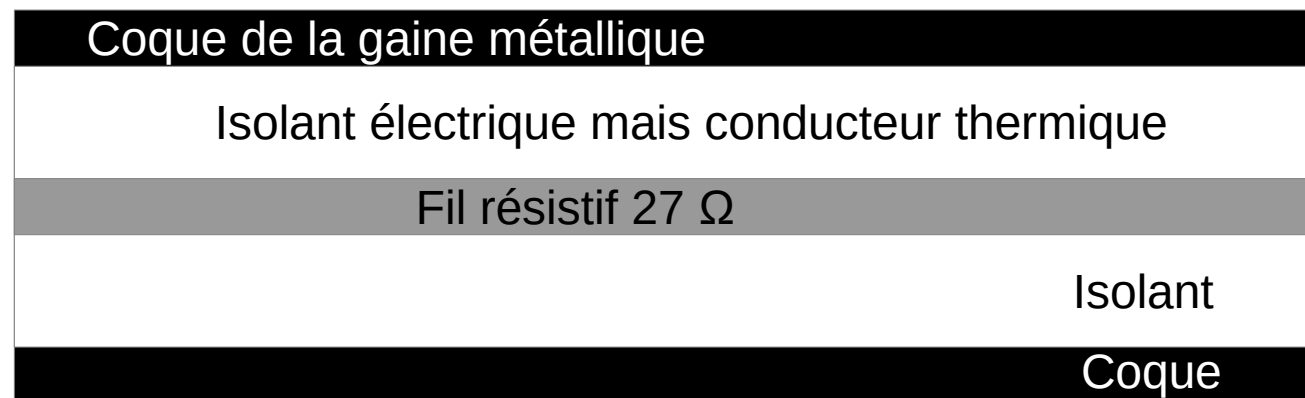 Coque de la gaine métallique
Isolant électrique mais conducteur thermique
Fil résistif 27 Ω
Isolant
Coque